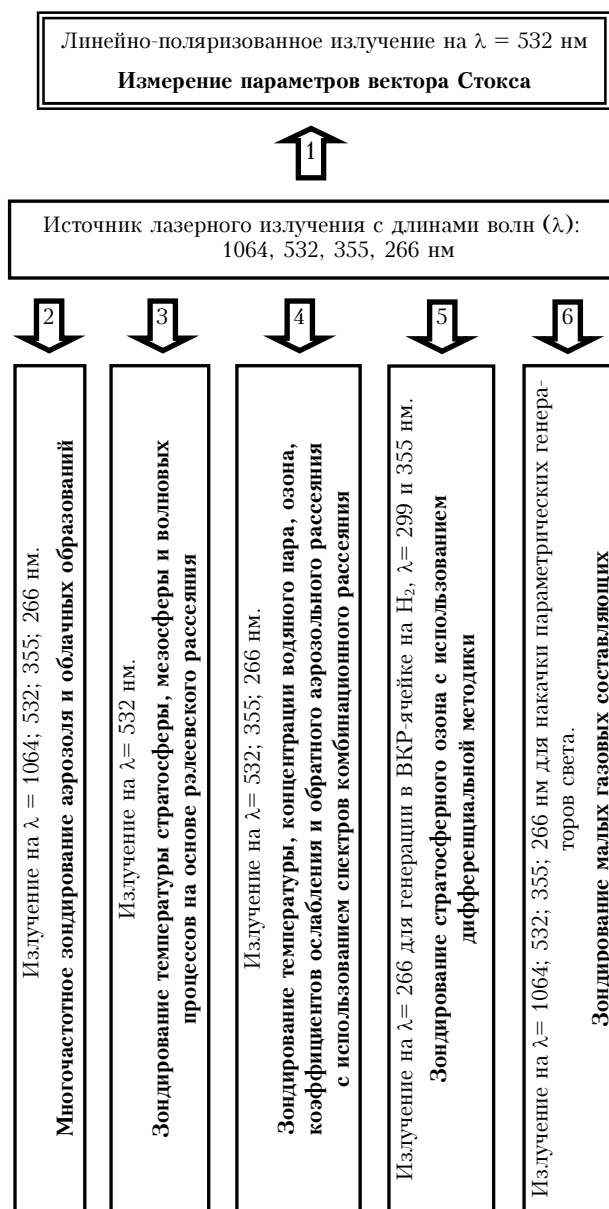 Линейно-поляризованное излучение на λ = 532 нм
Измерение параметров вектора Стокса
1
Источник лазерного излучения с длинами волн (λ):
1064, 532, 355, 266 нм
2
3
4
5
6
Излучение на λ = 1064; 532; 355; 266 нм.
Многочастотное зондирование аэрозоля и облачных образований
Излучение на λ= 532 нм.
Зондирование температуры стратосферы, мезосферы и волновых
процессов на основе рэлеевского рассеяния
Излучение на λ= 532; 355; 266 нм.
Зондирование температуры, концентрации водяного пара, озона,
коэффициентов ослабления и обратного аэрозольного рассеяния
с использованием спектров комбинационного рассеяния
Излучение на λ= 266 для генерации в ВКР-ячейке на H₂, λ= 299 и 355 нм.
Зондирование стратосферного озона с использованием
дифференциальной методики
Излучение на λ= 1064; 532; 355; 266 нм для накачки параметрических генера-
торов света.
Зондирование малых газовых составляющих